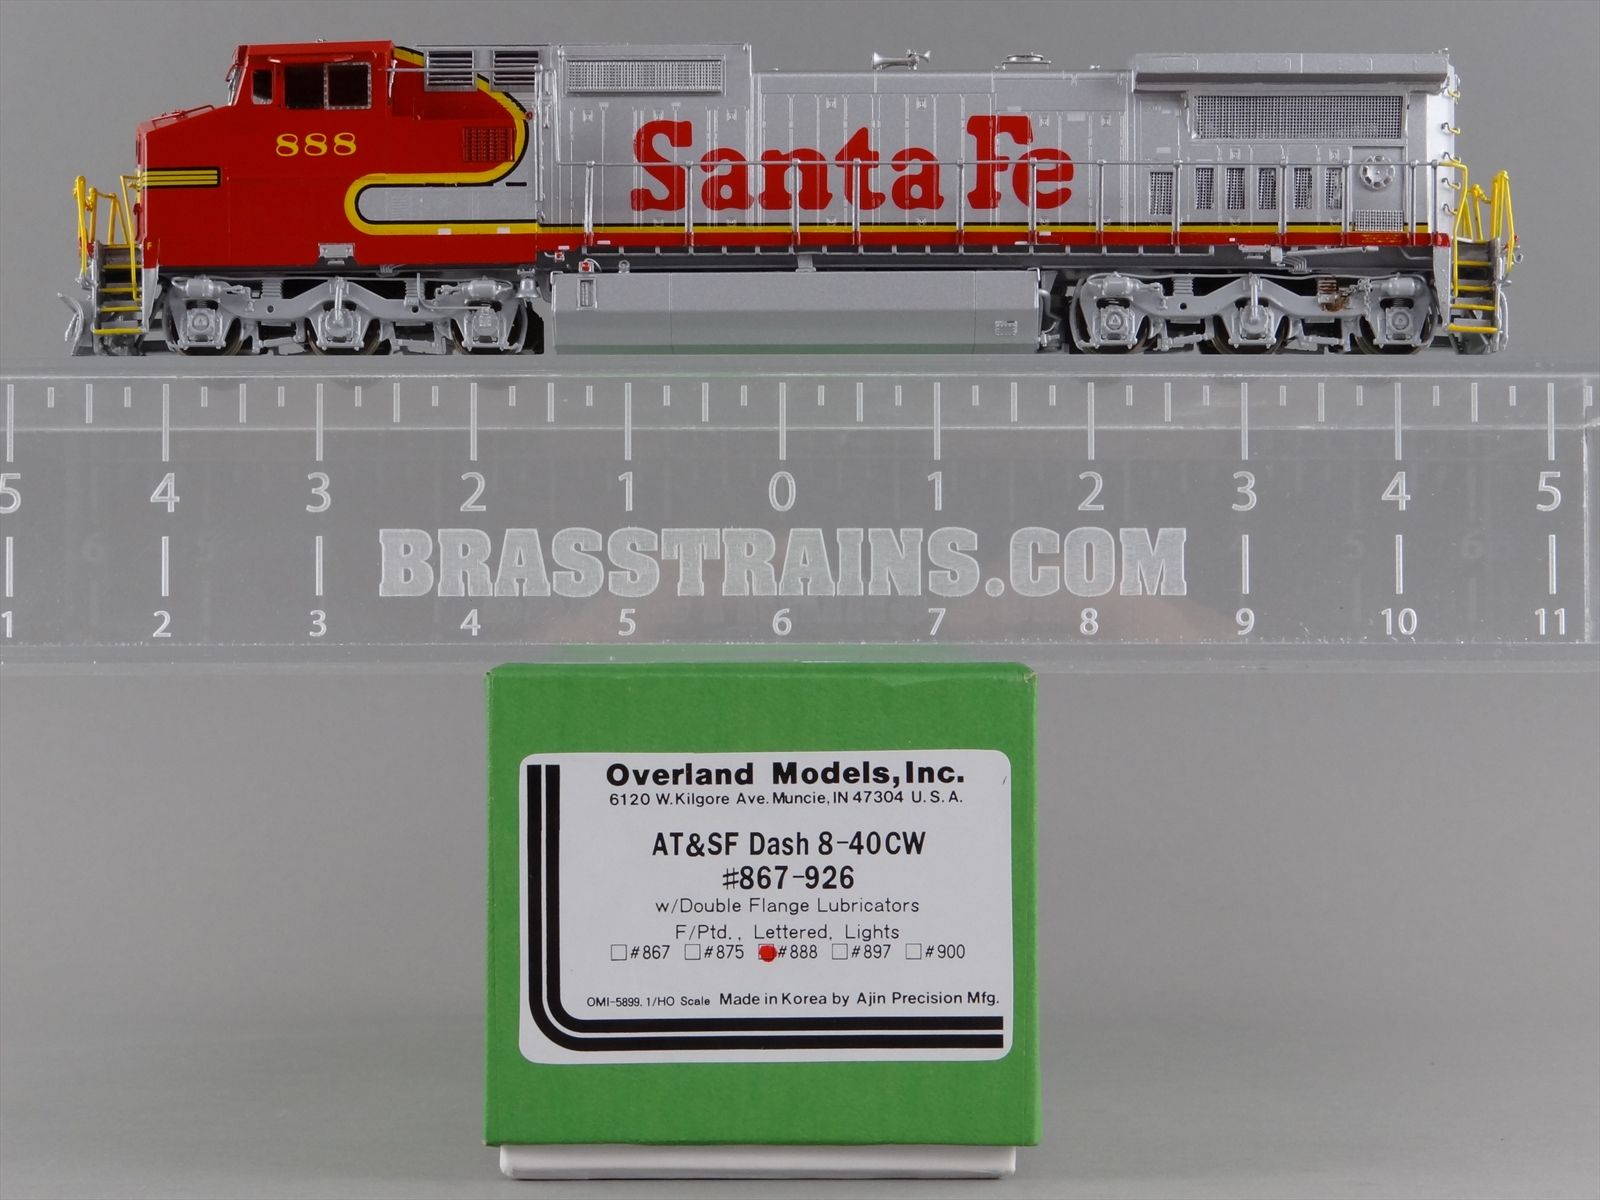 888
Santa Fe
F
5 4 3 2 1 0 1 2 3 4 5
BRASSTRAINS.COM
1 2 3 4 5 6 7 8 9 10 11
Overland Models, Inc.
6120 W. Kilgore Ave. Muncie, IN 47304 U. S. A.
AT&SF Dash 8-40CW
#867-926
w/Double Flange Lubricators
F/Ptd., Lettered, Lights
#867 #875 #888 #897 #900
OMI-5899. 1/HO Scale Made in Korea by Ajin Precision Mfg.